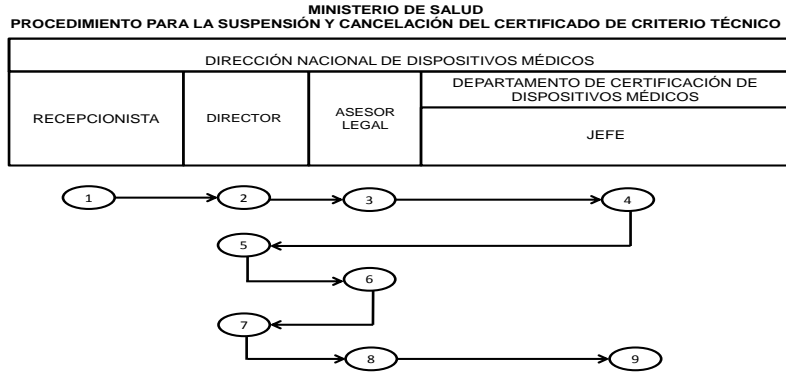 MINISTERIO DE SALUD
PROCEDIMIENTO PARA LA SUSPENSIÓN Y CANCELACIÓN DEL CERTIFICADO DE CRITERIO TÉCNICO
DIRECCIÓN NACIONAL DE DISPOSITIVOS MÉDICOS
RECEPCIONISTA
DIRECTOR
ASESOR
LEGAL
DEPARTAMENTO DE CERTIFICACIÓN DE
DISPOSITIVOS MÉDICOS
JEFE
1
2
3
4
5
6
7
8
9